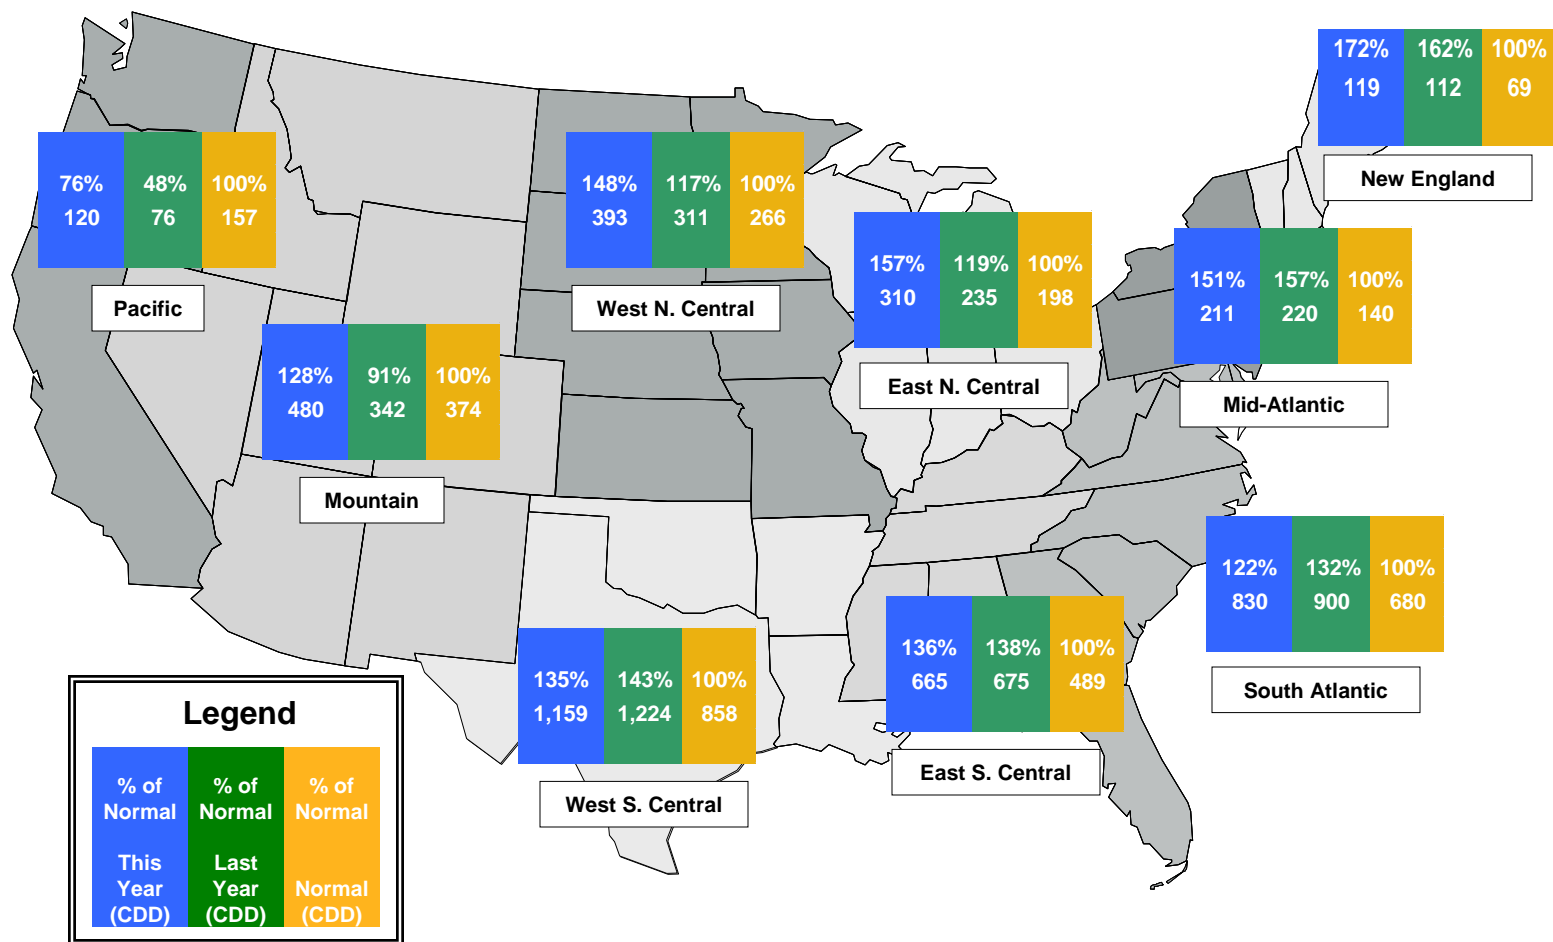 172% 162% 100%
119 112 69
New England
76% 48% 100%
120 76 157
Pacific
148% 117% 100%
393 311 266
West N. Central
157% 119% 100%
310 235 198
East N. Central
151% 157% 100%
211 220 140
Mid-Atlantic
128% 91% 100%
480 342 374
Mountain
122% 132% 100%
830 900 680
South Atlantic
136% 138% 100%
665 675 489
East S. Central
135% 143% 100%
1,159 1,224 858
West S. Central
Legend
% of
Normal
This
Year
(CDD)
% of
Normal
Last
Year
(CDD)
% of
Normal
Normal
(CDD)